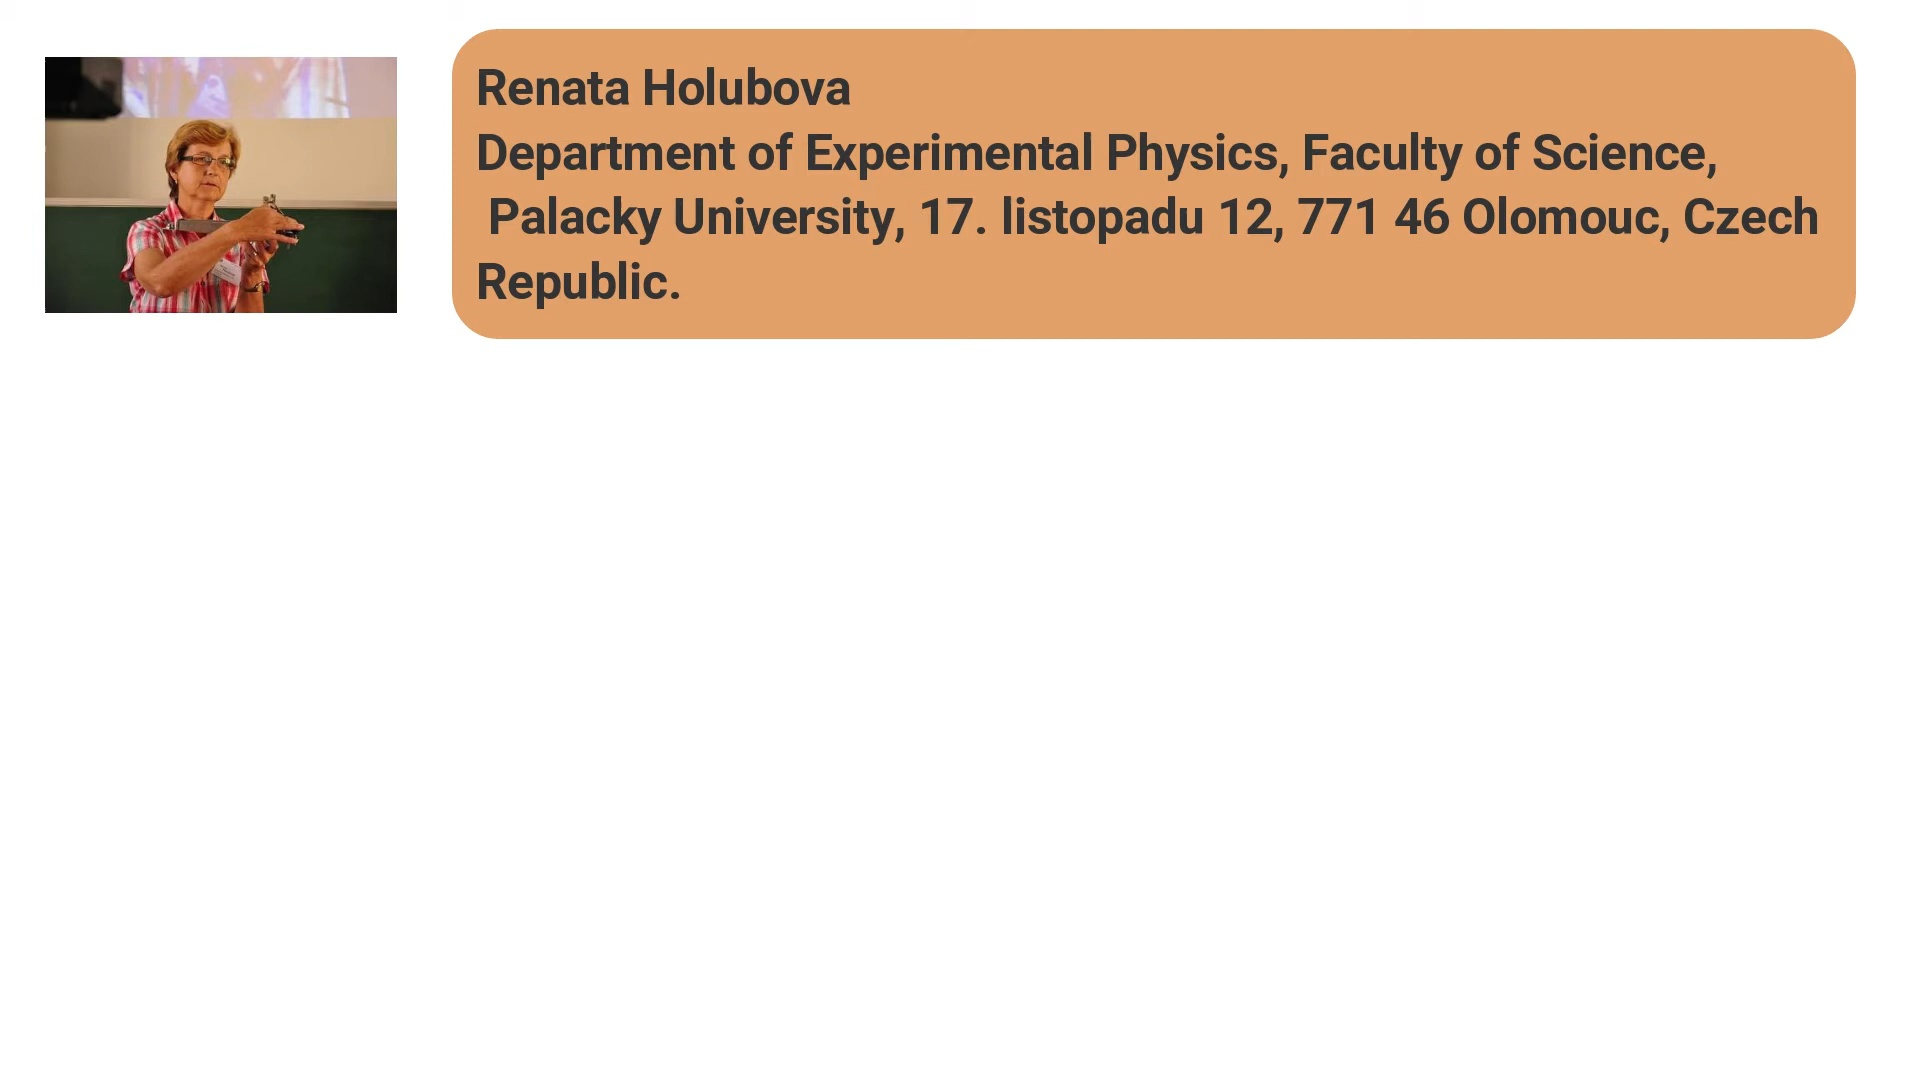 Renata Holubova
Department of Experimental Physics, Faculty of Science,
Palacky University, 17. listopadu 12, 771 46 Olomouc, Czech
Republic.